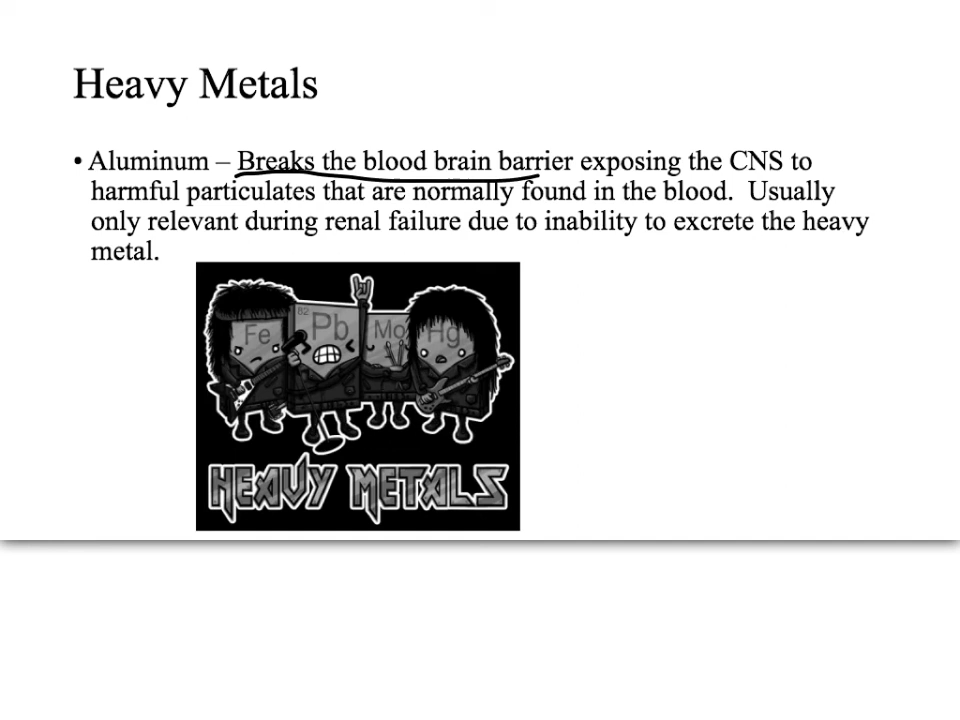 Heavy Metals
• Aluminum – Breaks the blood brain barrier exposing the CNS to
harmful particulates that are normally found in the blood.  Usually
only relevant during renal failure due to inability to excrete the heavy
metal.
Fe
82
Pb
Mo
Hg
HEAVY METALS